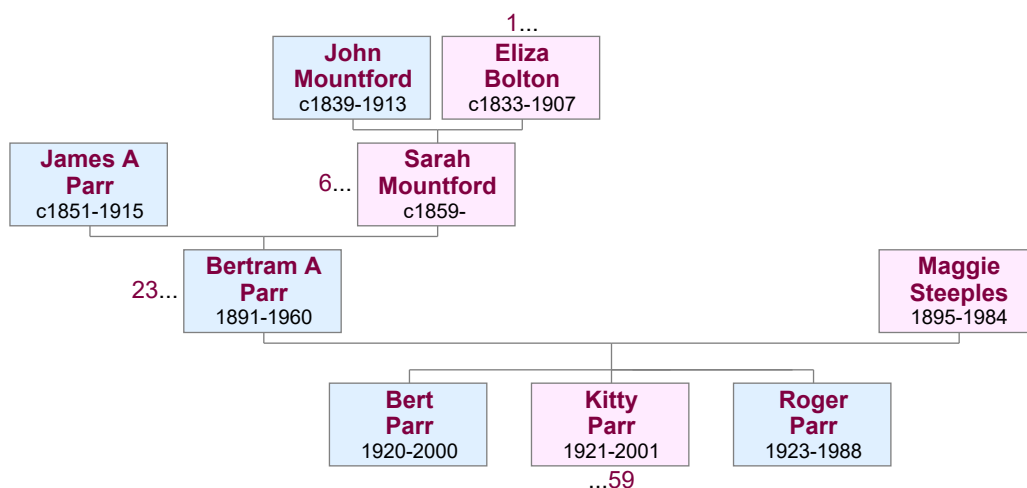 1...
John
Mountford
c1839-1913
Eliza
Bolton
c1833-1907
James A
Parr
c1851-1915
6...
Sarah
Mountford
c1859-
23...
Bertram A
Parr
1891-1960
Maggie
Steeples
1895-1984
Bert
Parr
1920-2000
Kitty
Parr
1921-2001
Roger
Parr
1923-1988
...59